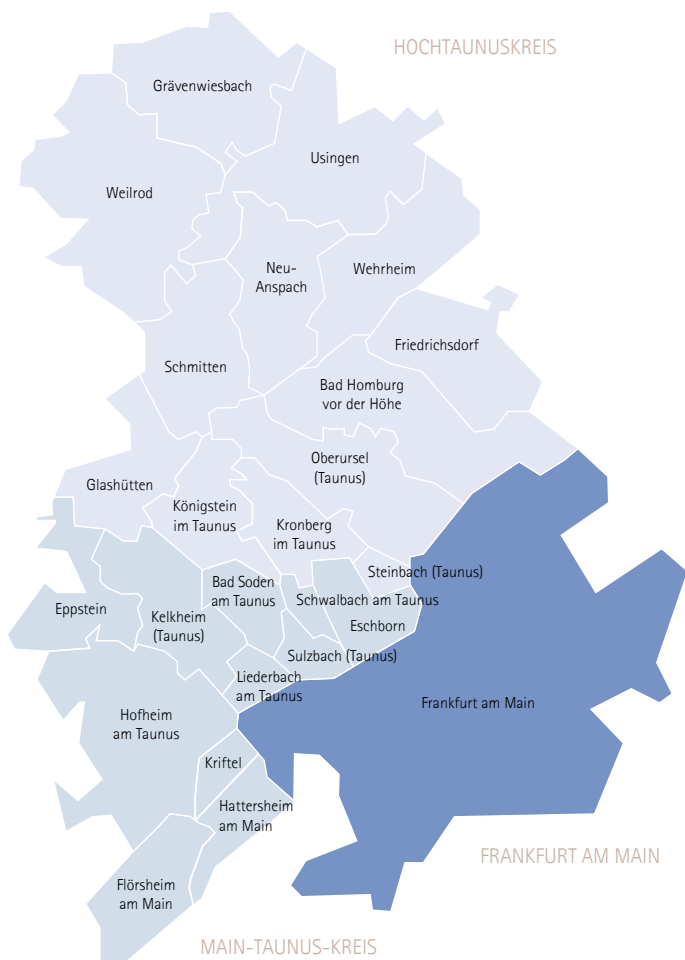 HOCHTAUNUSKREIS
Grävenwiesbach
Usingen
Weilrod
Neu-
Anspach
Wehrheim
Friedrichsdorf
Schmitten
Bad Homburg
vor der Höhe
Oberursel
(Taunus)
Glashütten
Königstein
im Taunus
Kronberg
im Taunus
Steinbach (Taunus)
Bad Soden
am Taunus
Schwalbach am Taunus
Eppstein
Kelkheim
(Taunus)
Eschborn
Sulzbach (Taunus)
Liederbach
am Taunus
Frankfurt am Main
Hofheim
am Taunus
Kriftel
Hattersheim
am Main
FRANKFURT AM MAIN
Flörsheim
am Main
MAIN-TAUNUS-KREIS